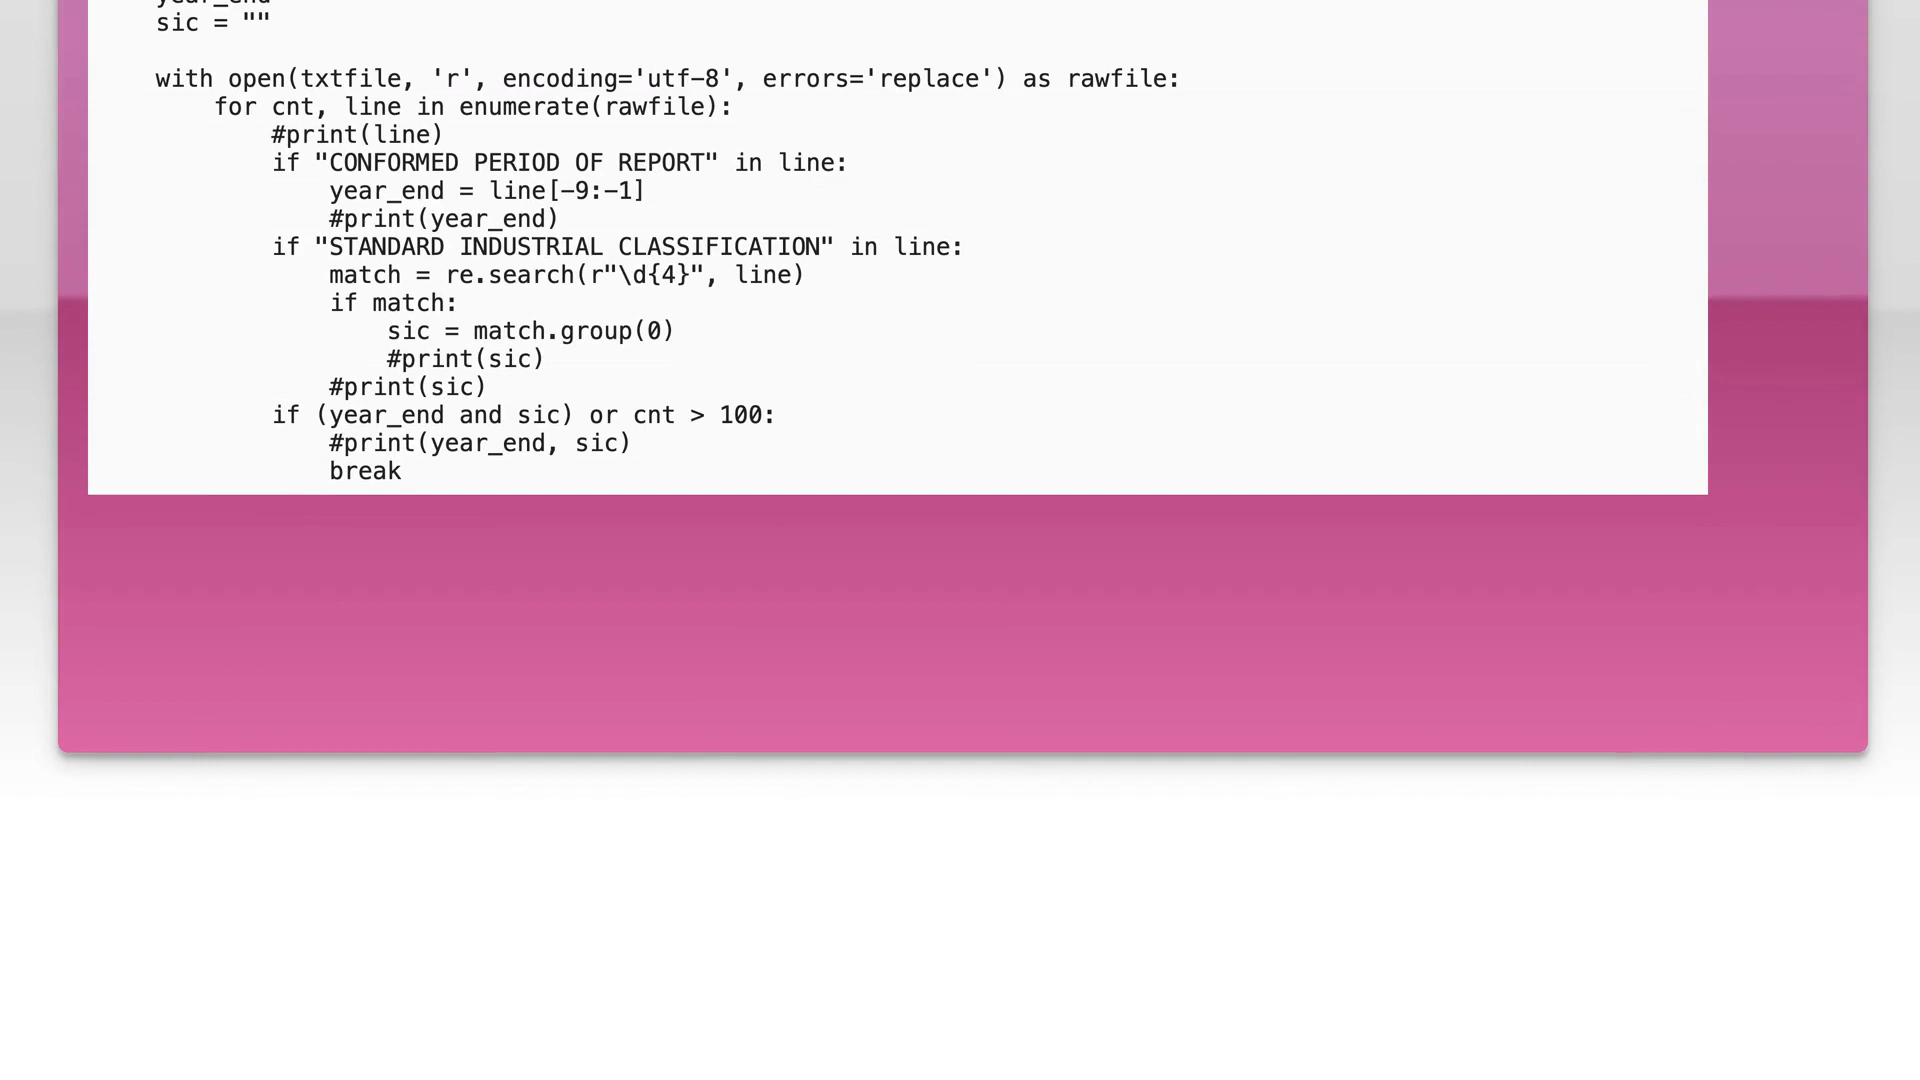 sic = ""
with open(txtfile, 'r', encoding='utf-8', errors='replace') as rawfile:
for cnt, line in enumerate(rawfile):
#print(line)
if "CONFORMED PERIOD OF REPORT" in line:
year_end = line[-9:-1]
#print(year_end)
if "STANDARD INDUSTRIAL CLASSIFICATION" in line:
match = re.search(r"\d{4}", line)
if match:
sic = match.group(0)
#print(sic)
#print(sic)
if (year_end and sic) or cnt > 100:
#print(year_end, sic)
break